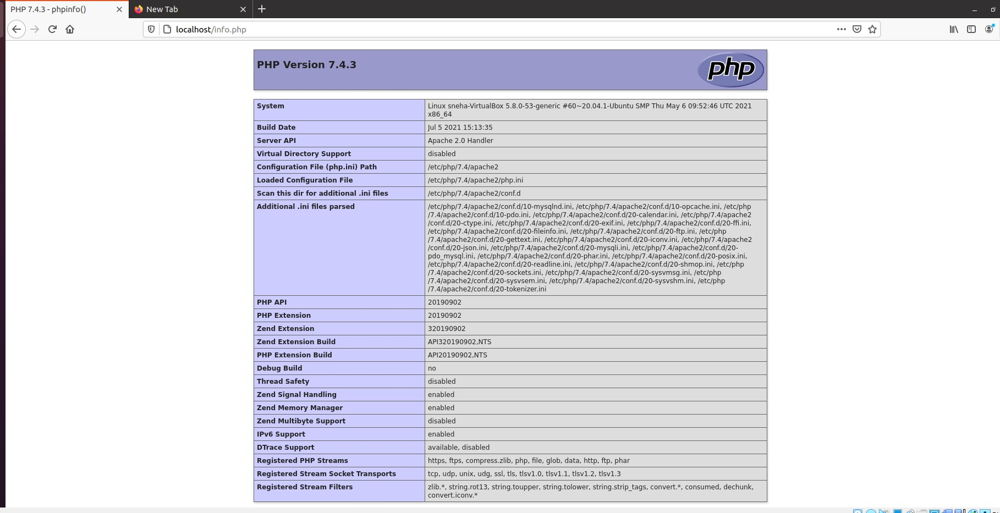 PHP 7.4.3 - phpinfo()
New Tab
localhost/info.php
PHP Version 7.4.3
php
System
Linux sneha-VirtualBox 5.8.0-53-generic #60~20.04.1-Ubuntu SMP Thu May 6 09:52:46 UTC 2021
x86_64
Build Date
Jul 5 2021 15:13:35
Server API
Apache 2.0 Handler
Virtual Directory Support
disabled
Configuration File (php.ini) Path
/etc/php/7.4/apache2
Loaded Configuration File
/etc/php/7.4/apache2/php.ini
Scan this dir for additional .ini files
/etc/php/7.4/apache2/conf.d
Additional .ini files parsed
/etc/php/7.4/apache2/conf.d/10-mysqlnd.ini, /etc/php/7.4/apache2/conf.d/10-opcache.ini, /etc/php
/7.4/apache2/conf.d/10-pdo.ini, /etc/php/7.4/apache2/conf.d/20-calendar.ini, /etc/php/7.4/apache2
/conf.d/20-ctype.ini, /etc/php/7.4/apache2/conf.d/20-exif.ini, /etc/php/7.4/apache2/conf.d/20-ffi.ini,
/etc/php/7.4/apache2/conf.d/20-fileinfo.ini, /etc/php/7.4/apache2/conf.d/20-ftp.ini, /etc/php
/7.4/apache2/conf.d/20-gettext.ini, /etc/php/7.4/apache2/conf.d/20-iconv.ini, /etc/php/7.4/apache2
/conf.d/20-json.ini, /etc/php/7.4/apache2/conf.d/20-mysqli.ini, /etc/php/7.4/apache2/conf.d/20-
pdo_mysql.ini, /etc/php/7.4/apache2/conf.d/20-phar.ini, /etc/php/7.4/apache2/conf.d/20-posix.ini,
/etc/php/7.4/apache2/conf.d/20-readline.ini, /etc/php/7.4/apache2/conf.d/20-shmop.ini, /etc/php
/7.4/apache2/conf.d/20-sockets.ini, /etc/php/7.4/apache2/conf.d/20-sysvmsg.ini, /etc/php
/7.4/apache2/conf.d/20-sysvsem.ini, /etc/php/7.4/apache2/conf.d/20-sysvshm.ini, /etc/php
/7.4/apache2/conf.d/20-tokenizer.ini
PHP API
20190902
PHP Extension
20190902
Zend Extension
320190902
Zend Extension Build
API320190902,NTS
PHP Extension Build
API20190902,NTS
Debug Build
no
Thread Safety
disabled
Zend Signal Handling
enabled
Zend Memory Manager
enabled
Zend Multibyte Support
disabled
IPv6 Support
enabled
DTrace Support
available, disabled
Registered PHP Streams
https, ftps, compress.zlib, php, file, glob, data, http, ftp, phar
Registered Stream Socket Transports
tcp, udp, unix, udg, ssl, tls, tlsv1.0, tlsv1.1, tlsv1.2, tlsv1.3
Registered Stream Filters
zlib.*, string.rot13, string.toupper, string.tolower, string.strip_tags, convert.*, consumed, dechunk,
convert.iconv.*